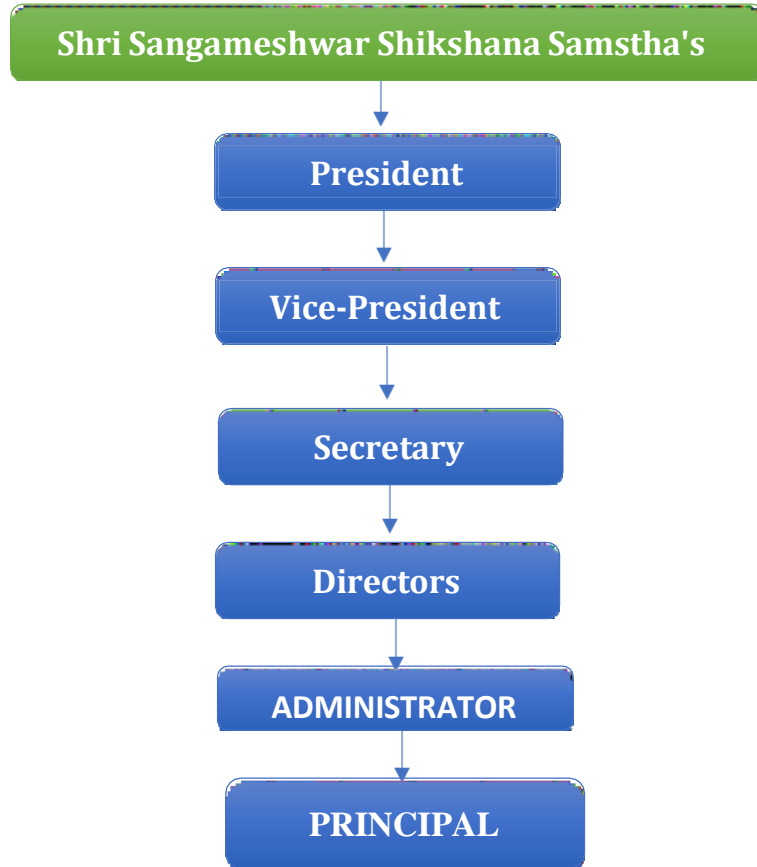 Shri Sangameshwar Shikshana Samstha's
President
Vice-President
Secretary
Directors
ADMINISTRATOR
PRINCIPAL